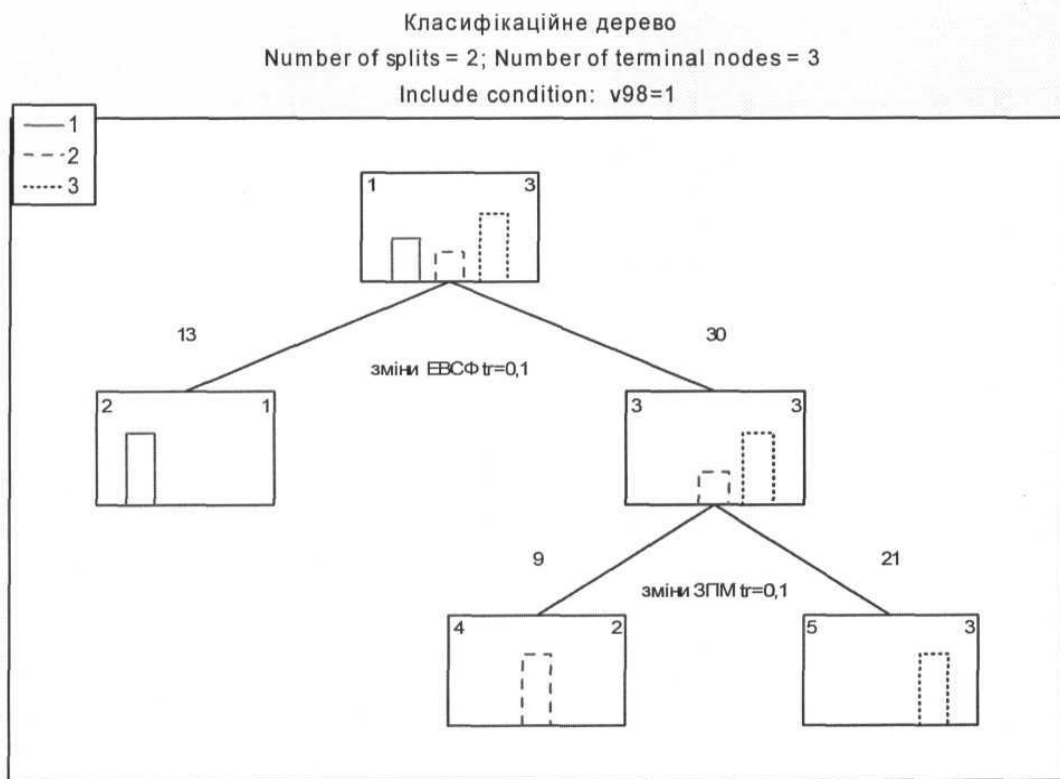 Класифікаційне дерево
Number of splits = 2; Number of terminal nodes = 3
Include condition: v98=1
1
2
3
1 3
13 30
зміни ЕВСФ tr=0,1
2 1
3 3
9 21
зміни ЗПМ tr=0,1
4 2
5 3